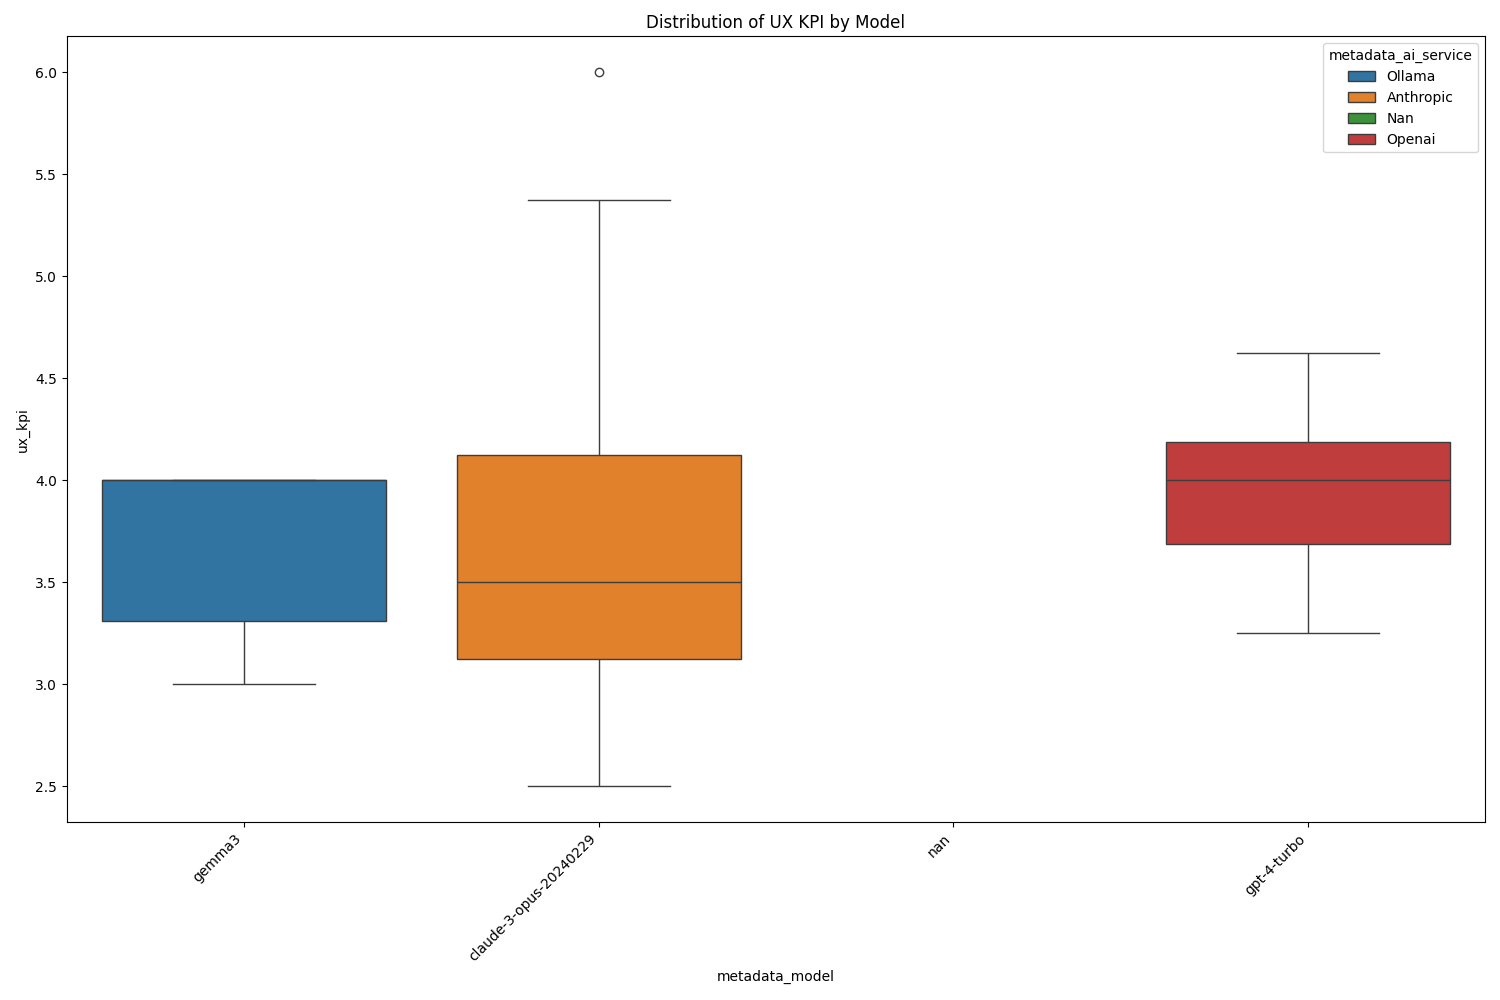 Distribution of UX KPI by Model
metadata_ai_service
Ollama
Anthropic
Nan
Openai
ux_kpi
6.0
5.5
5.0
4.5
4.0
3.5
3.0
2.5
gemma3
claude-3-opus-20240229
nan
gpt-4-turbo
metadata_model